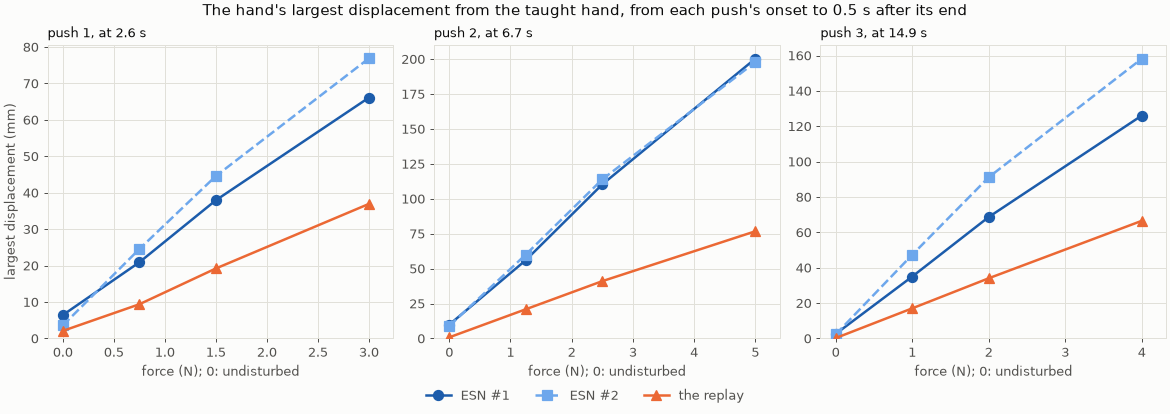 The hand's largest displacement from the taught hand, from each push's onset to 0.5 s after its end
push 1, at 2.6 s
push 2, at 6.7 s
push 3, at 14.9 s
largest displacement (mm)
80
70
60
50
40
30
20
10
0
0.0 0.5 1.0 1.5 2.0 2.5 3.0
force (N); 0: undisturbed
200
175
150
125
100
75
50
25
0
0 1 2 3 4 5
force (N); 0: undisturbed
160
140
120
100
80
60
40
20
0
0 1 2 3 4
force (N); 0: undisturbed
ESN #1 ESN #2 the replay